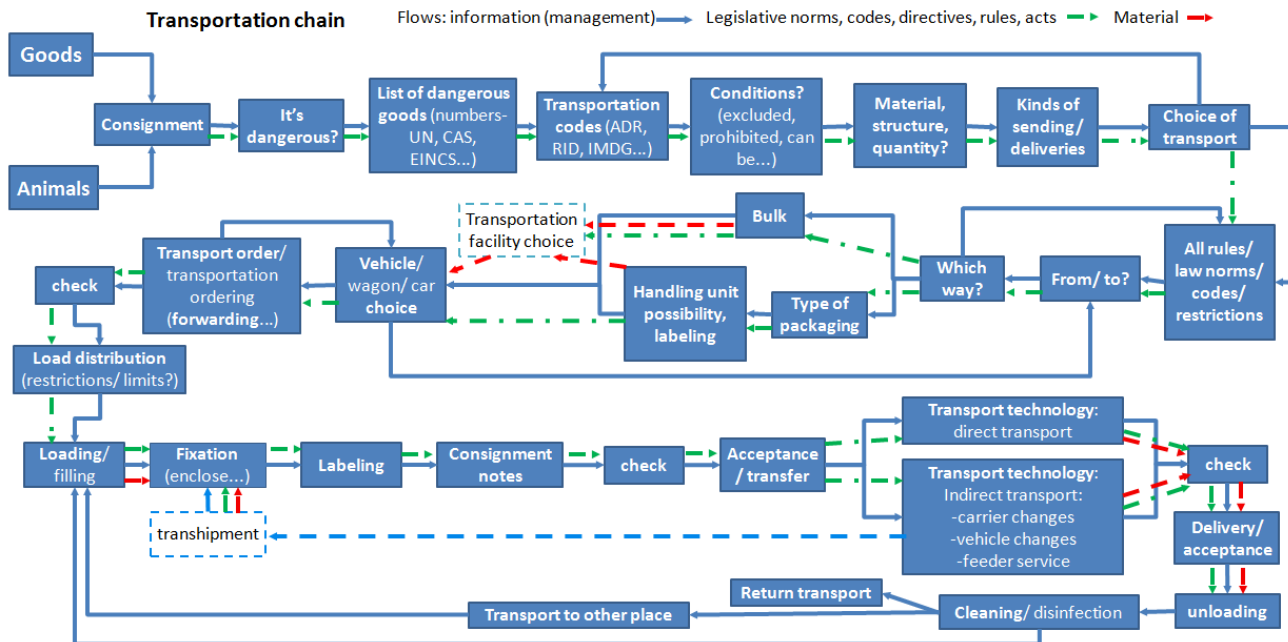 Transportation chain
Flows: information (management)
Legislative norms, codes, directives, rules, acts
Material
Goods
Animals
Consignment
It's
dangerous?
List of dangerous
goods (numbers-
UN, CAS,
EINCS...)
Transportation
codes (ADR,
RID, IMDG...)
Conditions?
(excluded,
prohibited, can
be...)
Material,
structure,
quantity?
Kinds of
sending/
deliveries
Choice of
transport
All rules/
law norms/
codes/
restrictions
From/ to?
Which
way?
Bulk
Type of
packaging
Handling unit
possibility,
labeling
Transportation
facility choice
Vehicle/
wagon/ car
choice
Transport order/
transportation
ordering
(forwarding...)
check
Load distribution
(restrictions/ limits?)
Loading/
filling
Fixation
(enclose...)
Labeling
Consignment
notes
check
Acceptance
/ transfer
Transport technology:
direct transport
Transport technology:
Indirect transport:
-carrier changes
-vehicle changes
-feeder service
transhipment
check
Delivery/
acceptance
unloading
Cleaning/ disinfection
Return transport
Transport to other place